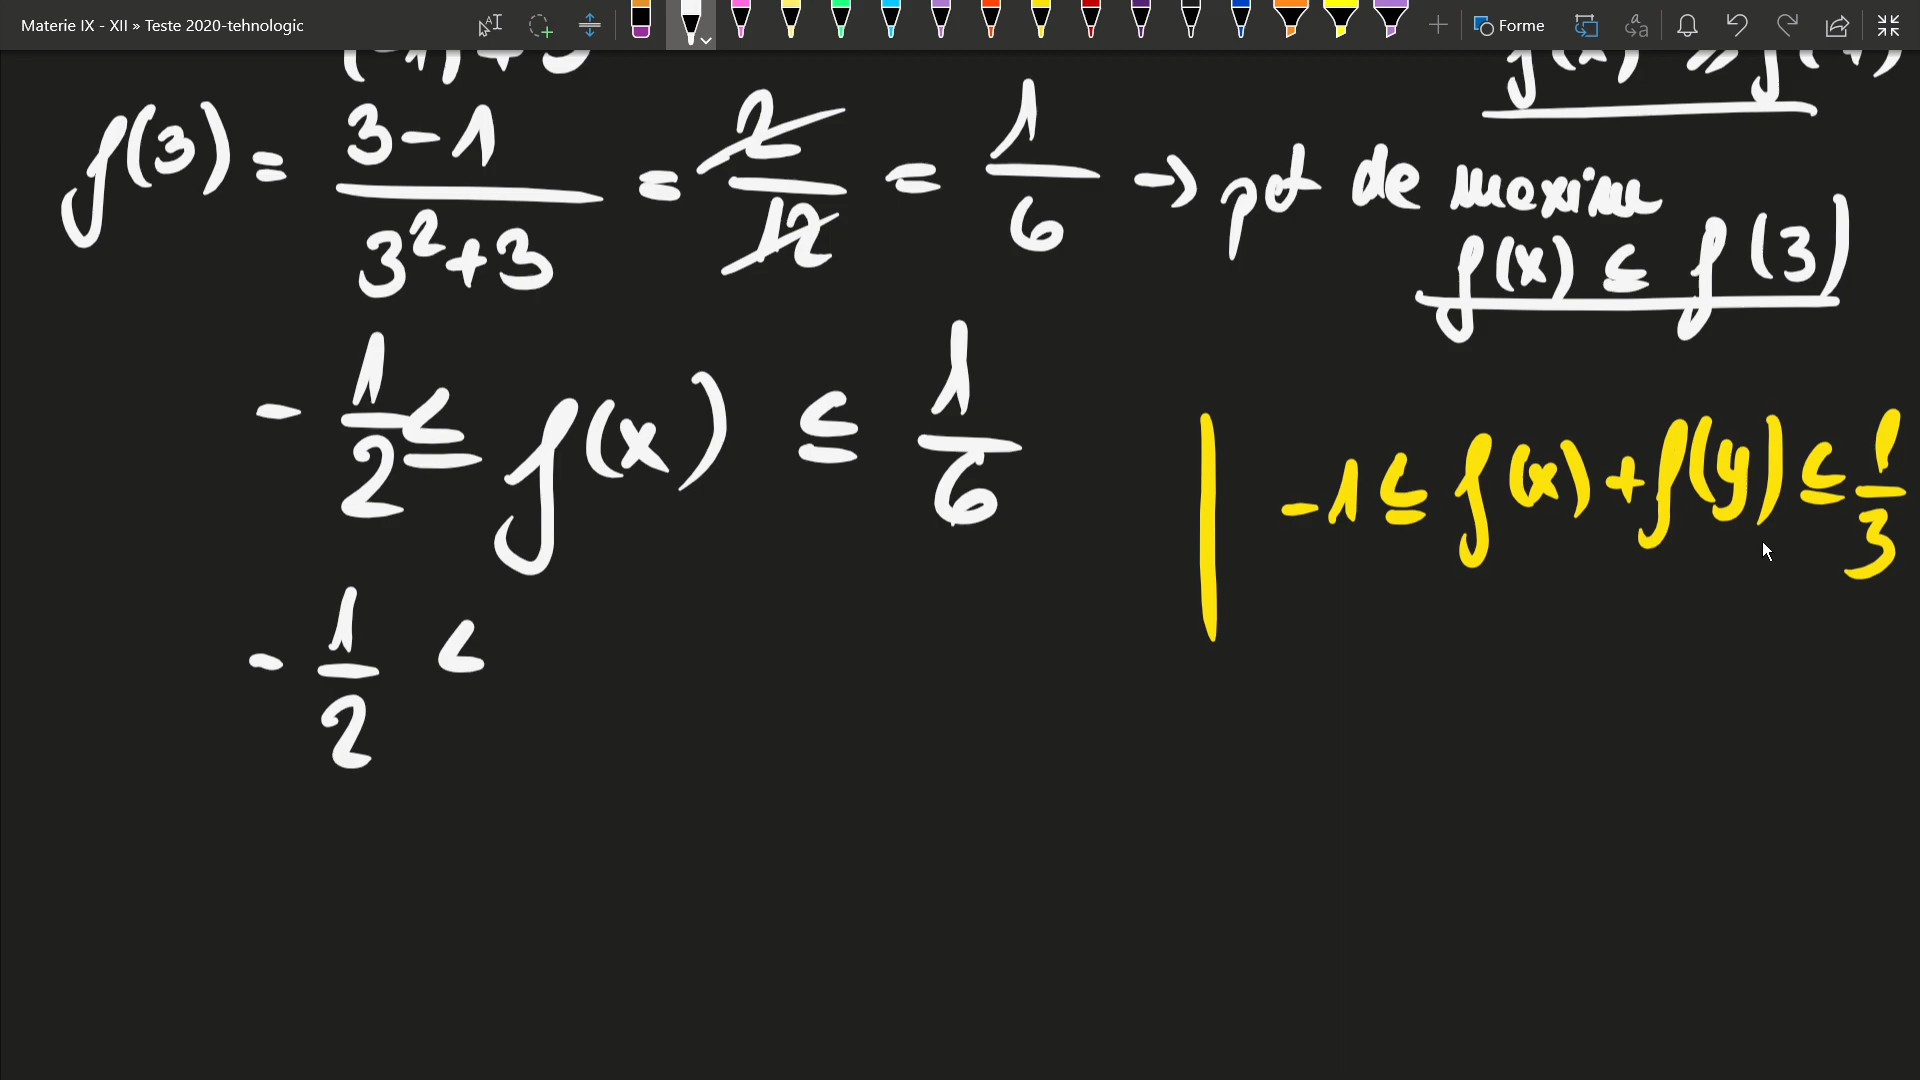 Materie IX - XII » Teste 2020-tehnologic
Forme
f(3) = 3-1 / 3²+3 = 2/12 = 1/6 → pct de maxim
f(x) ≤ f(3)
- 1/2 ≤ f(x) ≤ 1/6
-1 ≤ f(x) + f(y) ≤ 1/3
- 1/2 <